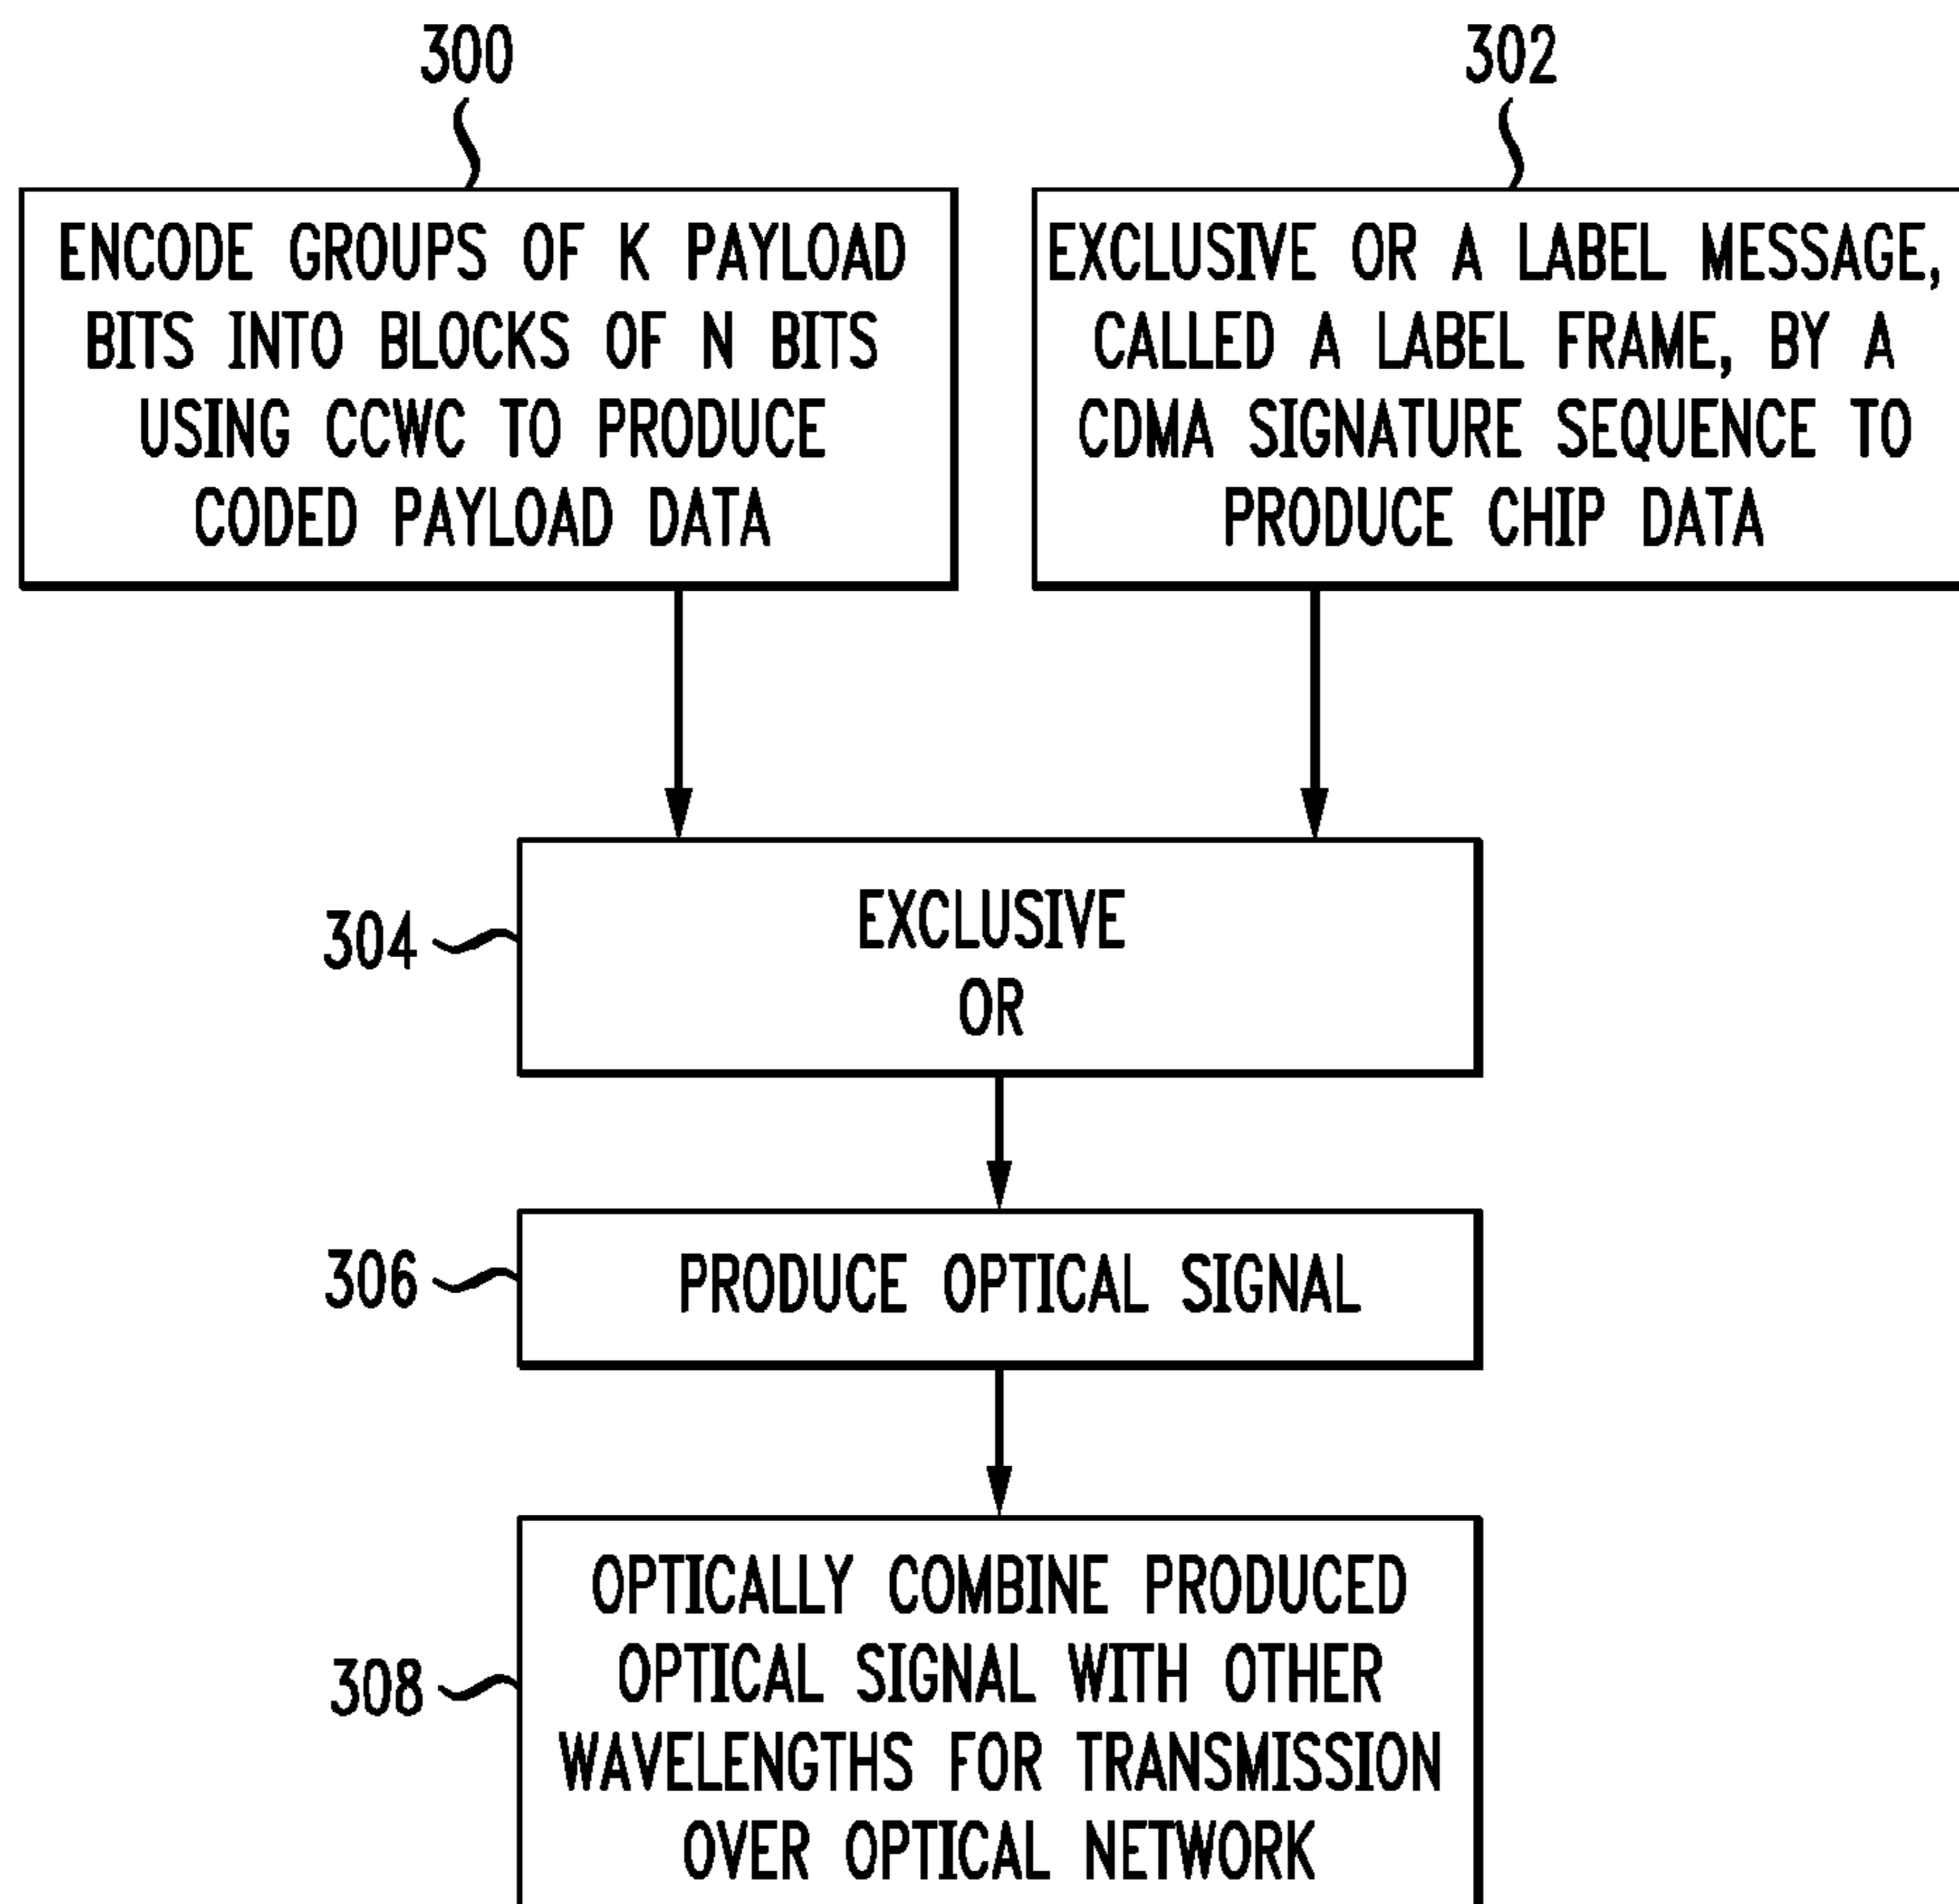 300
302
ENCODE GROUPS OF K PAYLOAD
BITS INTO BLOCKS OF N BITS
USING CCWC TO PRODUCE
CODED PAYLOAD DATA
EXCLUSIVE OR A LABEL MESSAGE,
CALLED A LABEL FRAME, BY A
CDMA SIGNATURE SEQUENCE TO
PRODUCE CHIP DATA
304
EXCLUSIVE
OR
306
PRODUCE OPTICAL SIGNAL
308
OPTICALLY COMBINE PRODUCED
OPTICAL SIGNAL WITH OTHER
WAVELENGTHS FOR TRANSMISSION
OVER OPTICAL NETWORK